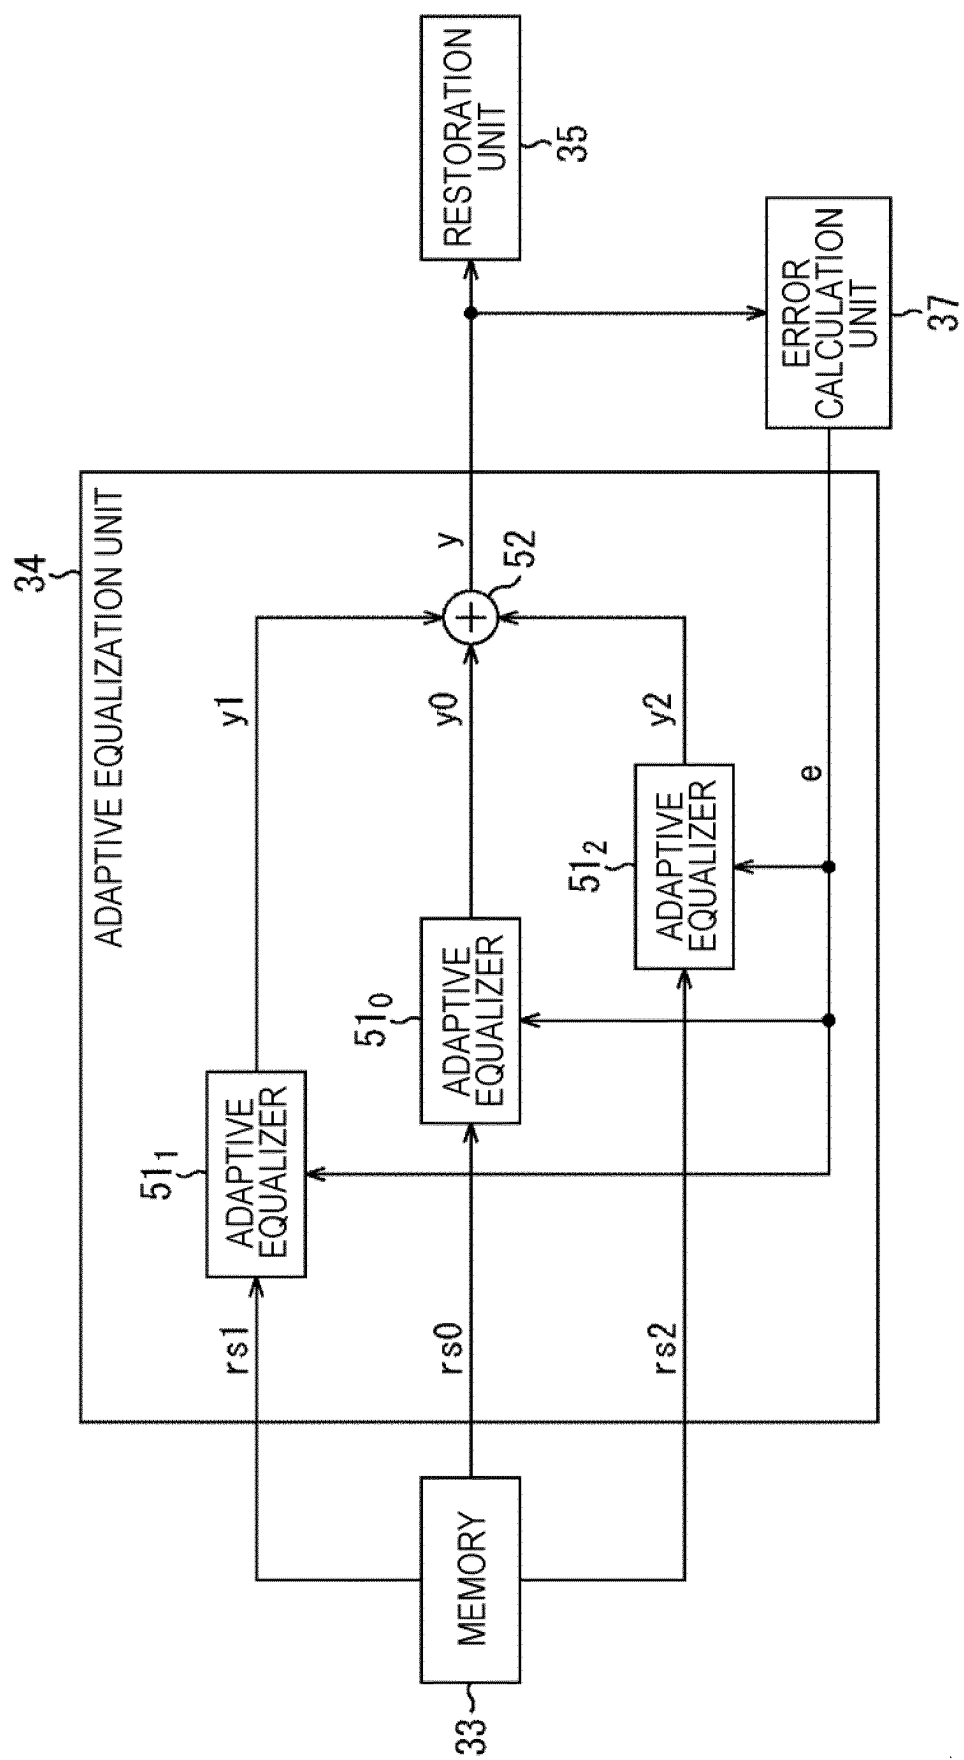 34
ADAPTIVE EQUALIZATION UNIT
33
MEMORY
rs1
rs0
rs2
51₁
ADAPTIVE
EQUALIZER
51₀
ADAPTIVE
EQUALIZER
51₂
ADAPTIVE
EQUALIZER
y1
y0
y2
e
+
52
y
RESTORATION
UNIT
35
ERROR
CALCULATION
UNIT
37